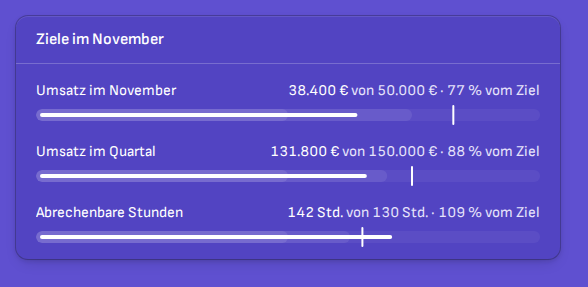 Ziele im November
Umsatz im November 38.400 € von 50.000 € · 77 % vom Ziel
Umsatz im Quartal 131.800 € von 150.000 € · 88 % vom Ziel
Abrechenbare Stunden 142 Std. von 130 Std. · 109 % vom Ziel